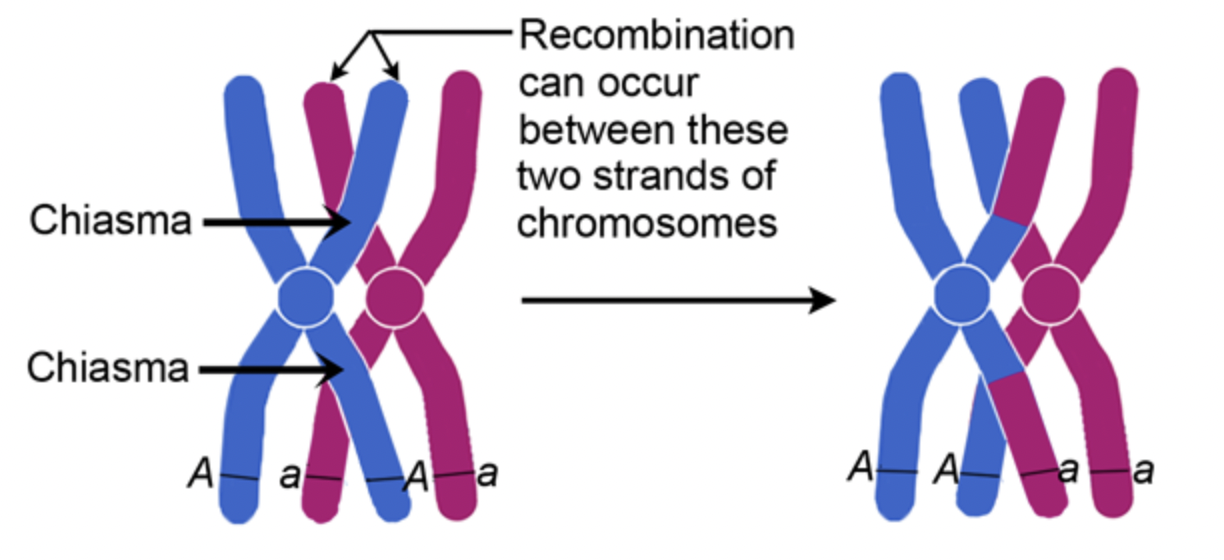 Recombination
can occur
between these
two strands of
chromosomes
Chiasma
Chiasma
A a A a
A A a a